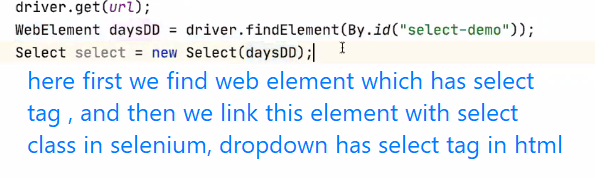 driver.get(url);
WebElement daysDD = driver.findElement(By.id("select-demo"));
Select select = new Select(daysDD);
here first we find web element which has select
tag , and then we link this element with select
class in selenium, dropdown has select tag in html